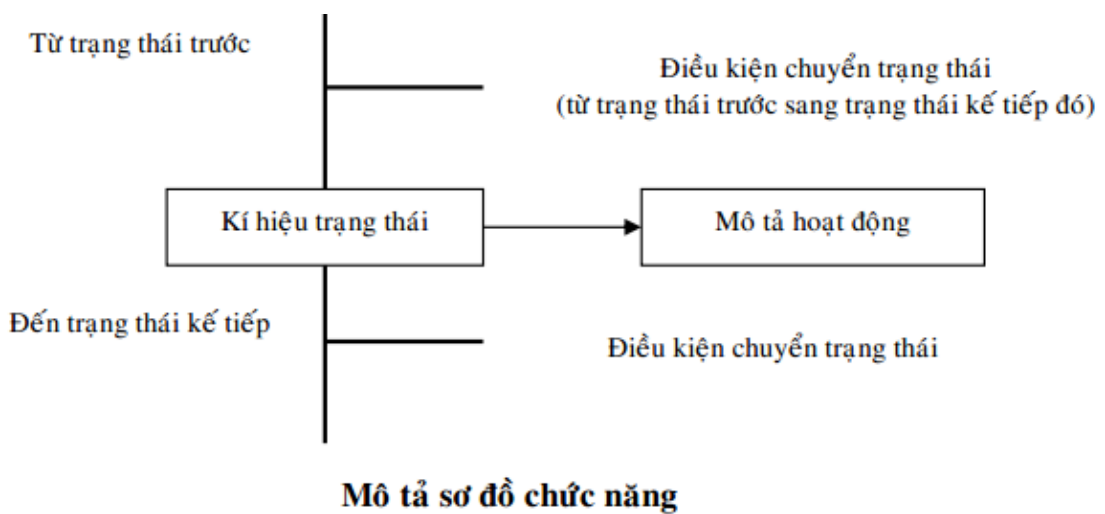 Từ trạng thái trước
Điều kiện chuyển trạng thái
(từ trạng thái trước sang trạng thái kế tiếp đó)
Kí hiệu trạng thái
Mô tả hoạt động
Đến trạng thái kế tiếp
Điều kiện chuyển trạng thái
Mô tả sơ đồ chức năng